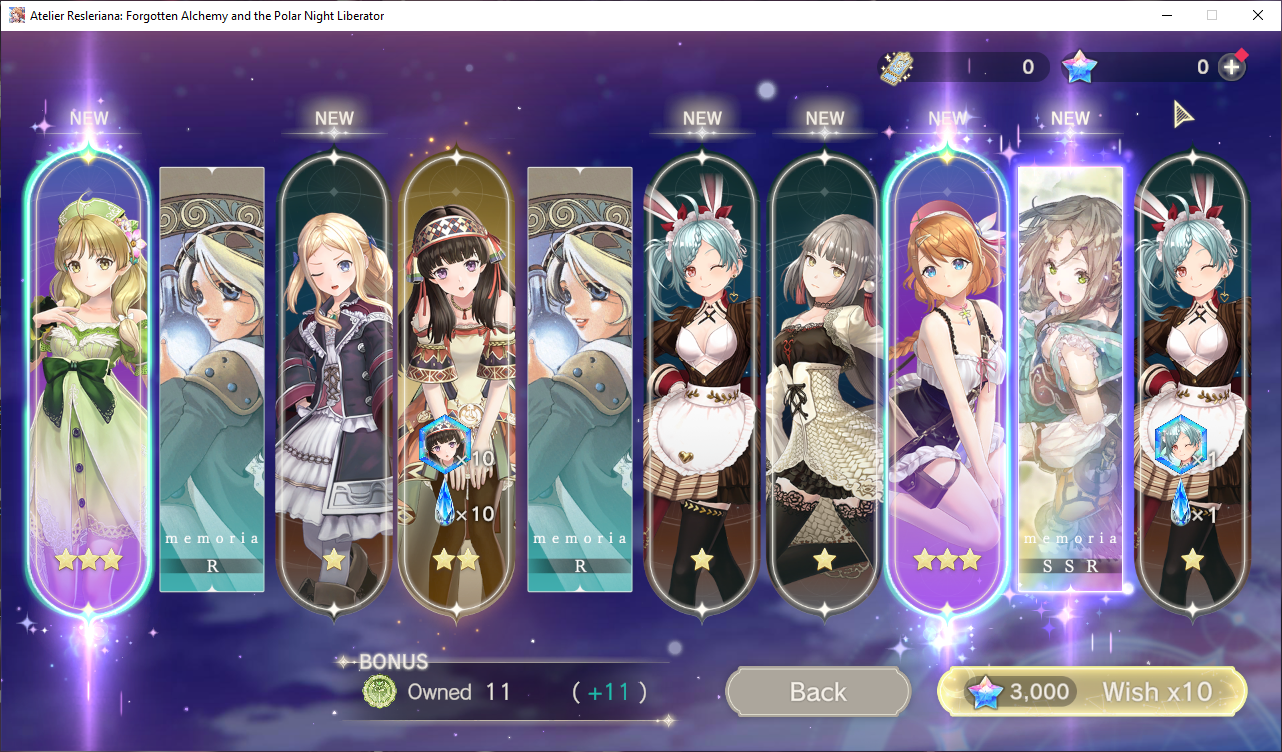 Atelier Resleriana: Forgotten Alchemy and the Polar Night Liberator
0 0
NEW NEW NEW NEW NEW NEW
×10 ×1
×10 ×1
memoria memoria memoria
R R SSR
BONUS
Owned 11 (+11)
Back
3,000 Wish x10